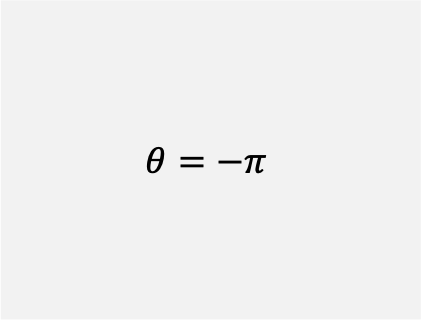 θ = −π